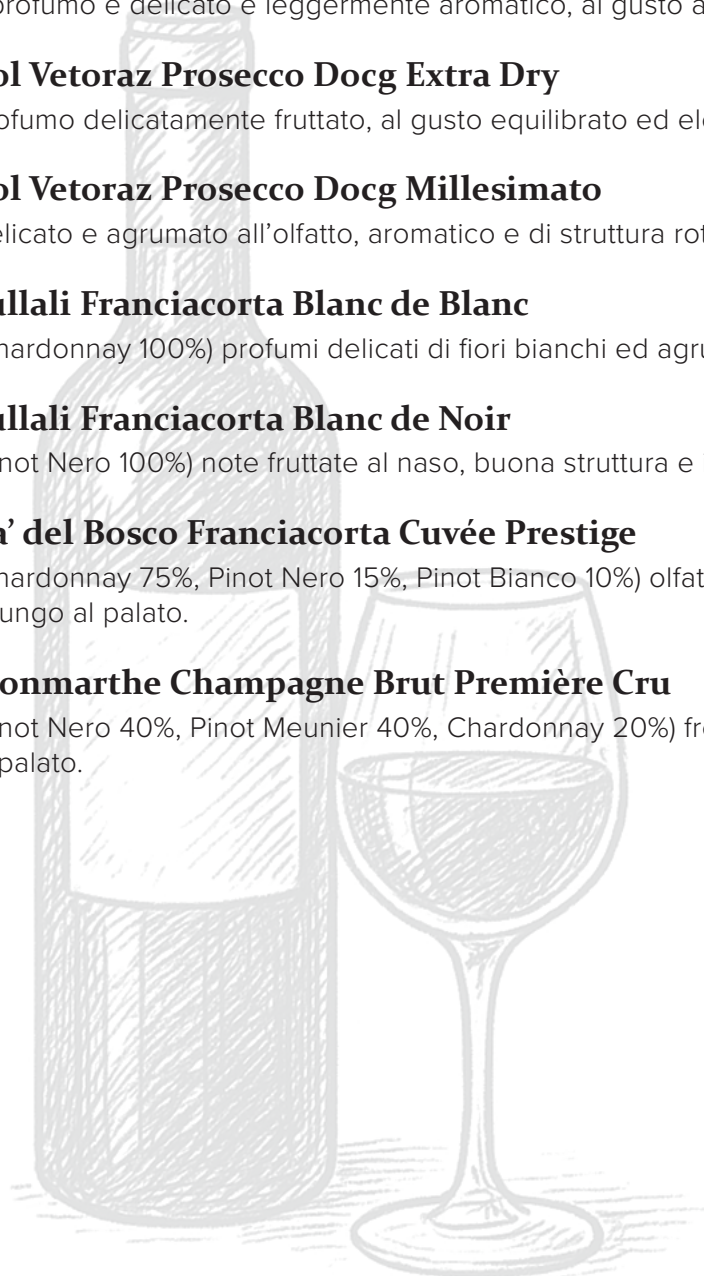 profumo è delicato e leggermente aromatico, al gusto a
ol Vetoraz Prosecco Docg Extra Dry
ofumo delicatamente fruttato, al gusto equilibrato ed ele
ol Vetoraz Prosecco Docg Millesimato
elicato e agrumato all’olfatto, aromatico e di struttura rot
ullali Franciacorta Blanc de Blanc
hardonnay 100%) profumi delicati di fiori bianchi ed agru
ullali Franciacorta Blanc de Noir
not Nero 100%) note fruttate al naso, buona struttura e
a’ del Bosco Franciacorta Cuvée Prestige
hardonnay 75%, Pinot Nero 15%, Pinot Bianco 10%) olfat
ungo al palato.
onmarthe Champagne Brut Première Cru
not Nero 40%, Pinot Meunier 40%, Chardonnay 20%) fre
palato.